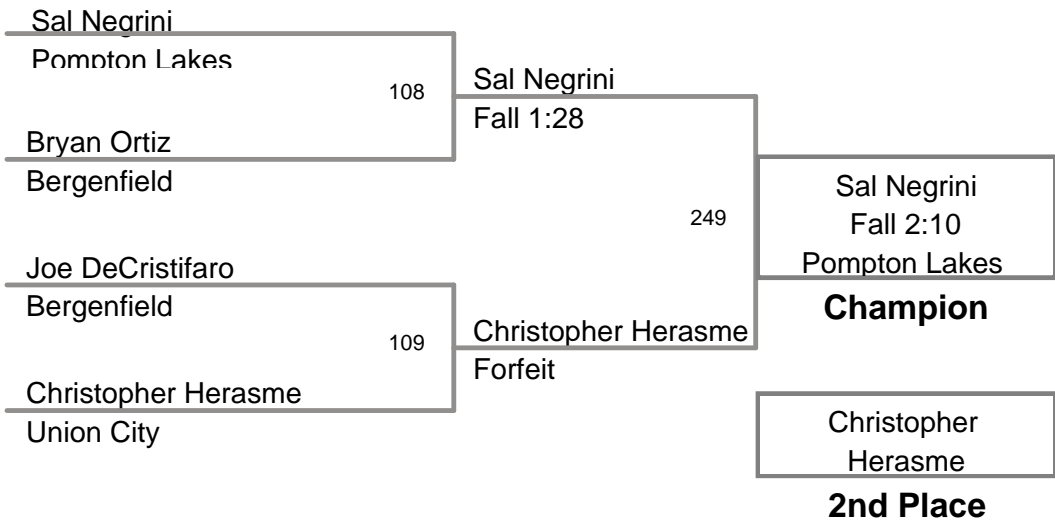 Sal Negrini
Pompton Lakes
108
Bryan Ortiz
Bergenfield
Sal Negrini
Fall 1:28
Joe DeCristifaro
Bergenfield
109
Christopher Herasme
Union City
Christopher Herasme
Forfeit
249
Sal Negrini
Fall 2:10
Pompton Lakes
Champion
Christopher
Herasme
2nd Place